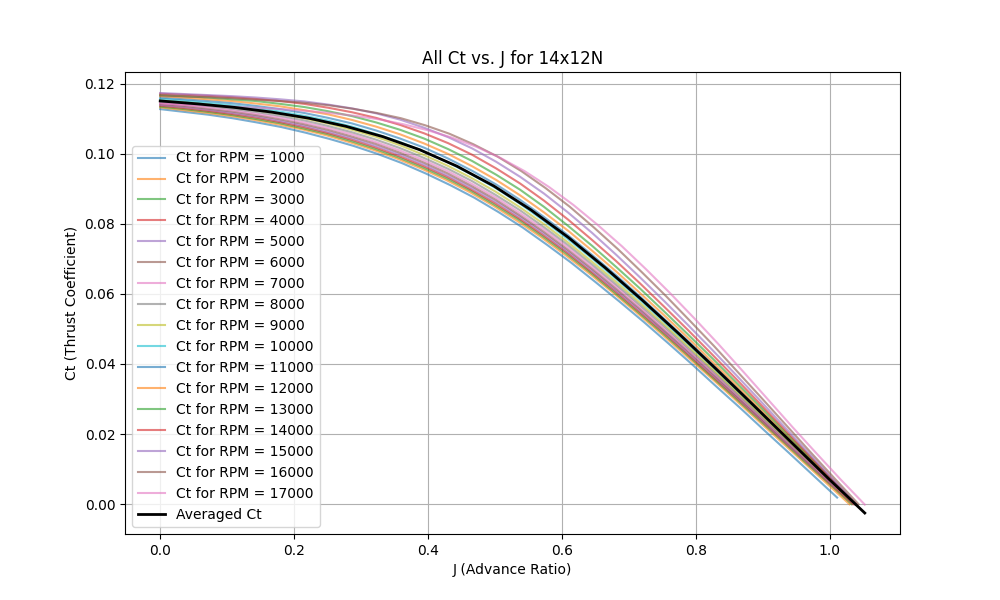 All Ct vs. J for 14x12N
Ct (Thrust Coefficient)
0.12
0.10
0.08
0.06
0.04
0.02
0.00
Ct for RPM = 1000
Ct for RPM = 2000
Ct for RPM = 3000
Ct for RPM = 4000
Ct for RPM = 5000
Ct for RPM = 6000
Ct for RPM = 7000
Ct for RPM = 8000
Ct for RPM = 9000
Ct for RPM = 10000
Ct for RPM = 11000
Ct for RPM = 12000
Ct for RPM = 13000
Ct for RPM = 14000
Ct for RPM = 15000
Ct for RPM = 16000
Ct for RPM = 17000
Averaged Ct
0.0 0.2 0.4 0.6 0.8 1.0
J (Advance Ratio)